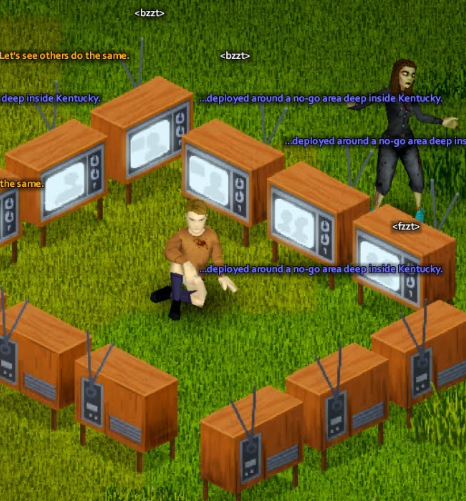 <bzzt>
Let's see others do the same.
<bzzt>
deep inside Kentucky.
...deployed around a no-go area deep inside Kentucky.
...deployed around a no-go area deep ins
the same.
<fzzt>
...deployed around a no-go area deep inside Kentucky.